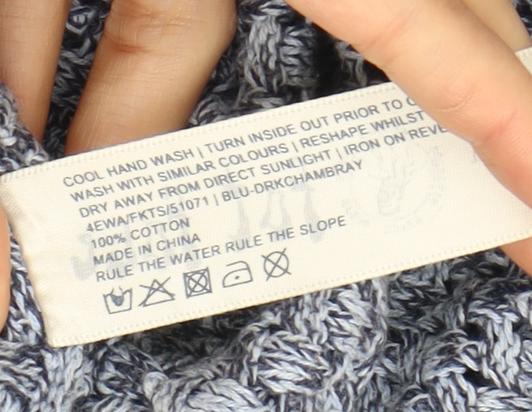 COOL HAND WASH | TURN INSIDE OUT PRIOR TO
WASH WITH SIMILAR COLOURS | RESHAPE WHILST
DRY AWAY FROM DIRECT SUNLIGHT | IRON ON
4EWA/FKTS/51071 | BLU-DRKCHAMBRAY
100% COTTON
MADE IN CHINA
RULE THE WATER RULE THE SLOPE